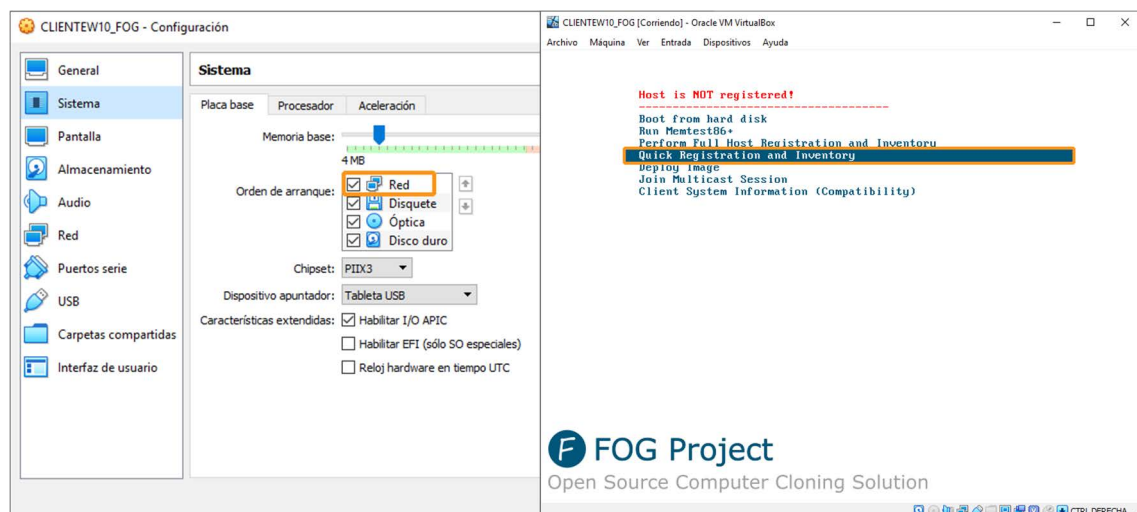 CLIENTEW10_FOG - Configuración
General
Sistema
Pantalla
Almacenamiento
Audio
Red
Puertos serie
USB
Carpetas compartidas
Interfaz de usuario
Sistema
Placa base Procesador Aceleración
Memoria base:
4 MB
Orden de arranque:
Red
Disquete
Óptica
Disco duro
Chipset: PIIX3
Dispositivo apuntador: Tableta USB
Características extendidas: Habilitar I/O APIC
Habilitar EFI (sólo SO especiales)
Reloj hardware en tiempo UTC
CLIENTEW10_FOG [Corriendo] - Oracle VM VirtualBox
Archivo Máquina Ver Entrada Dispositivos Ayuda
Host is NOT registered!
Boot from hard disk
Run Memtest86+
Perform Full Host Registration and Inventory
Quick Registration and Inventory
Deploy Image
Join Multicast Session
Client System Information (Compatibility)
FOG Project
Open Source Computer Cloning Solution
CTRL DERECHA